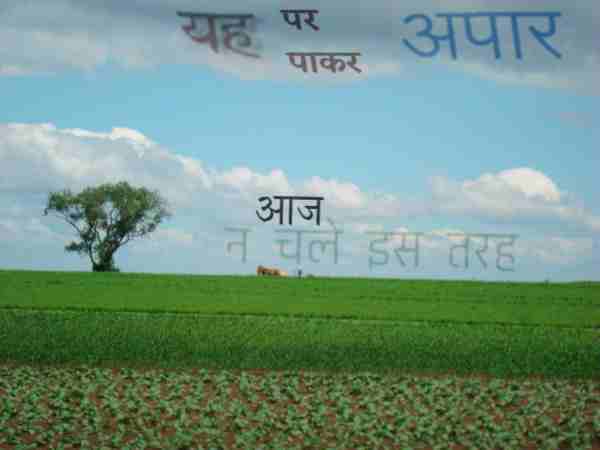 यह पर अपार
पाकर
आज
न चले इस तरह